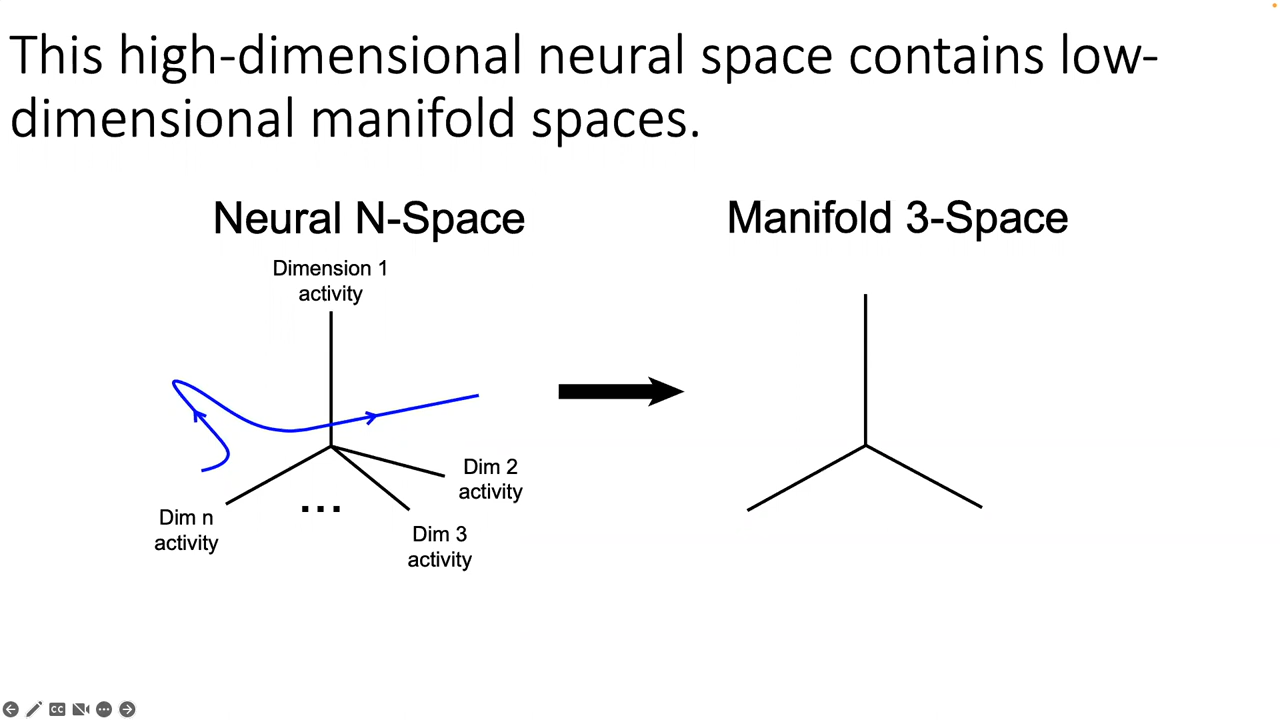 This high-dimensional neural space contains low-
dimensional manifold spaces.
Neural N-Space
Manifold 3-Space
Dimension 1
activity
Dim 2
activity
Dim 3
activity
...
Dim n
activity
CC